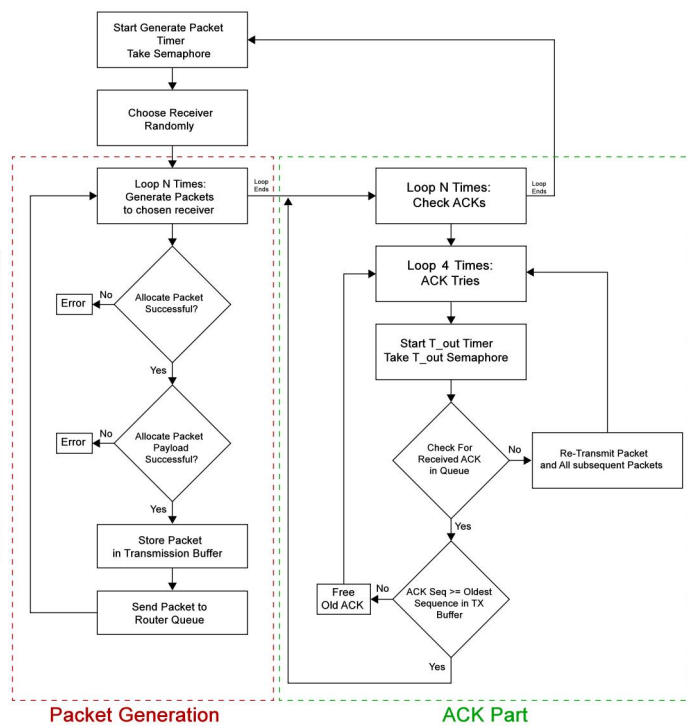 Start Generate Packet
Timer
Take Semaphore
Choose Receiver
Randomly
Loop N Times:
Generate Packets
to chosen receiver
Loop
Ends
Allocate Packet
Successful?
No
Error
Yes
Allocate Packet
Payload
Successful?
No
Error
Yes
Store Packet
in Transmission Buffer
Send Packet to
Router Queue
Packet Generation
Loop N Times:
Check ACKs
Loop
Ends
Loop 4 Times:
ACK Tries
Start T_out Timer
Take T_out Semaphore
Check For
Received ACK
in Queue
No
Re-Transmit Packet
and All subsequent Packets
Yes
ACK Seq >= Oldest
Sequence in TX
Buffer
No
Free
Old ACK
Yes
ACK Part